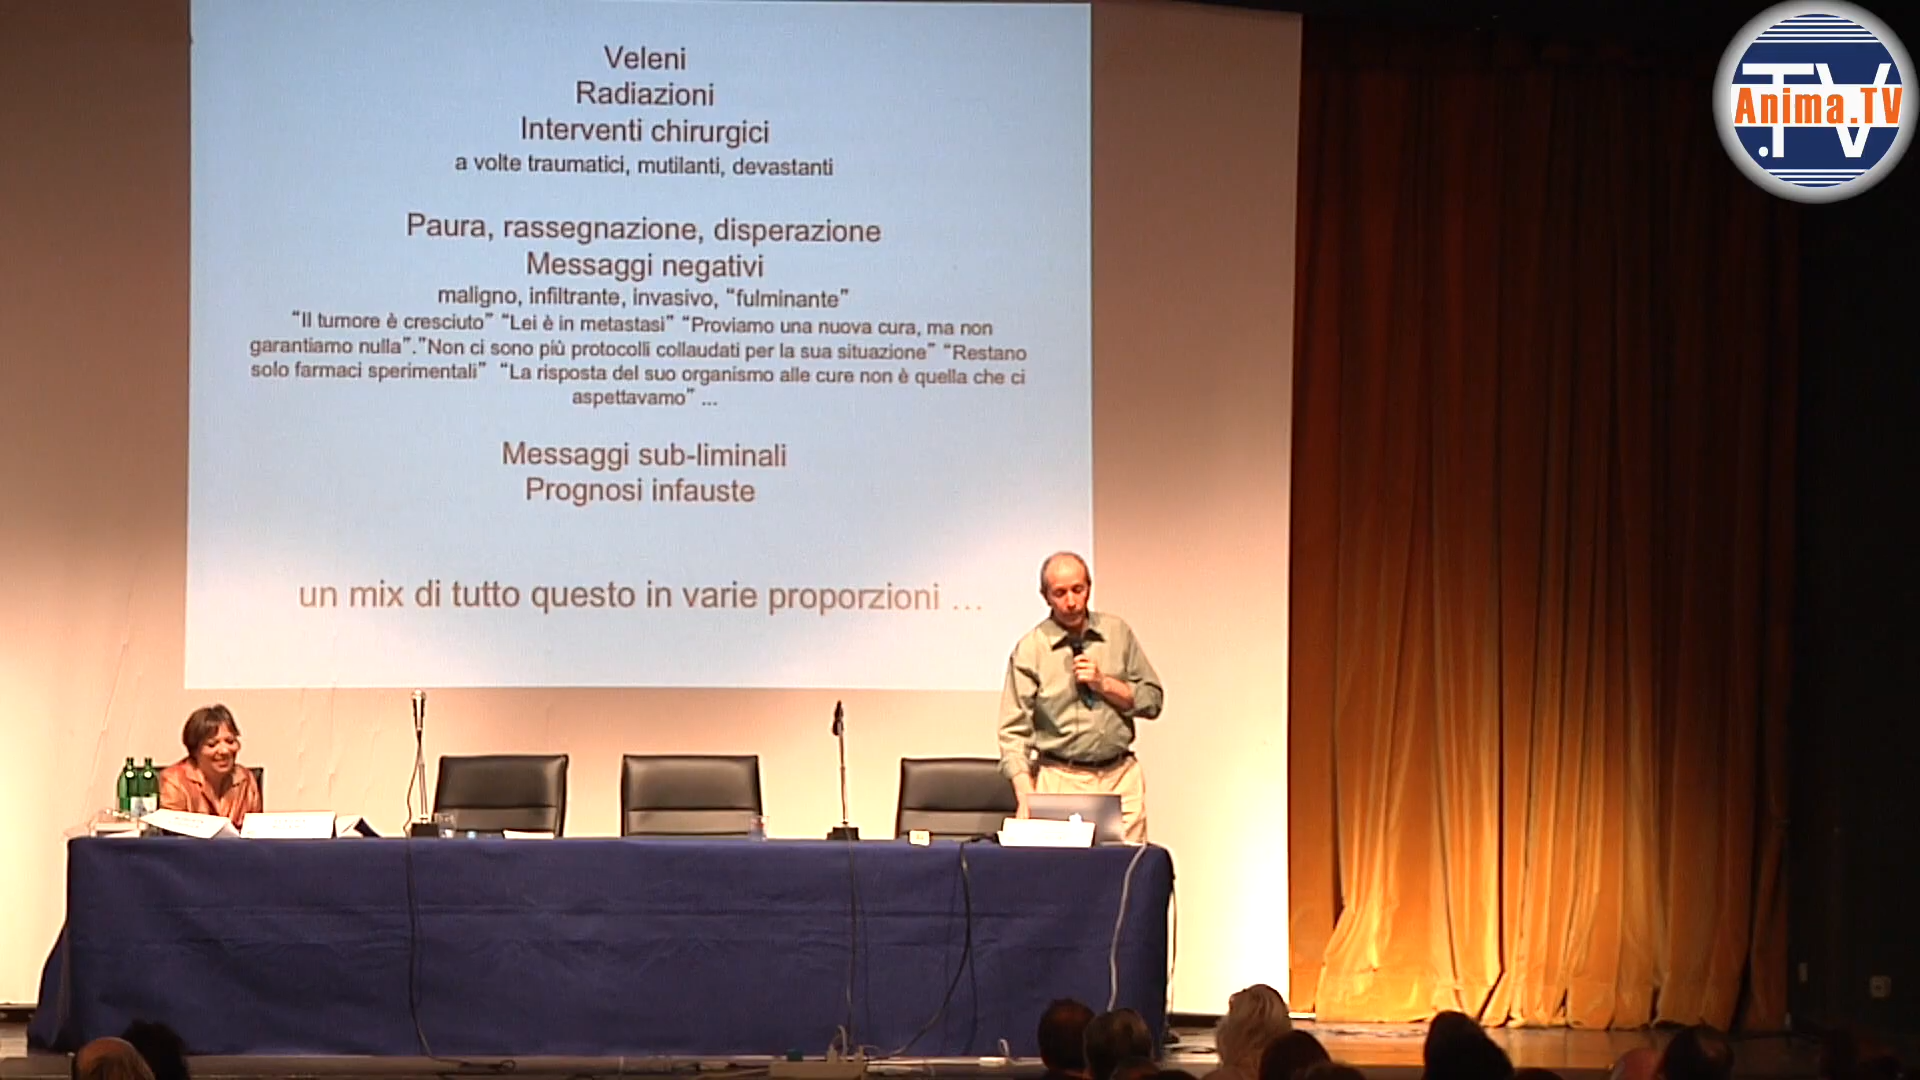 Veleni
Radiazioni
Interventi chirurgici
a volte traumatici, mutilanti, devastanti
Paura, rassegnazione, disperazione
Messaggi negativi
maligno, infiltrante, invasivo, “fulminante”
“Il tumore è cresciuto” “Lei è in metastasi” “Proviamo una nuova cura, ma non
garantiamo nulla”.”Non ci sono più protocolli collaudati per la sua situazione” “Restano
solo farmaci sperimentali” “La risposta del suo organismo alle cure non è quella che ci
aspettavamo” ...
Messaggi sub-liminali
Prognosi infauste
un mix di tutto questo in varie proporzioni ...
TV
Anima.TV